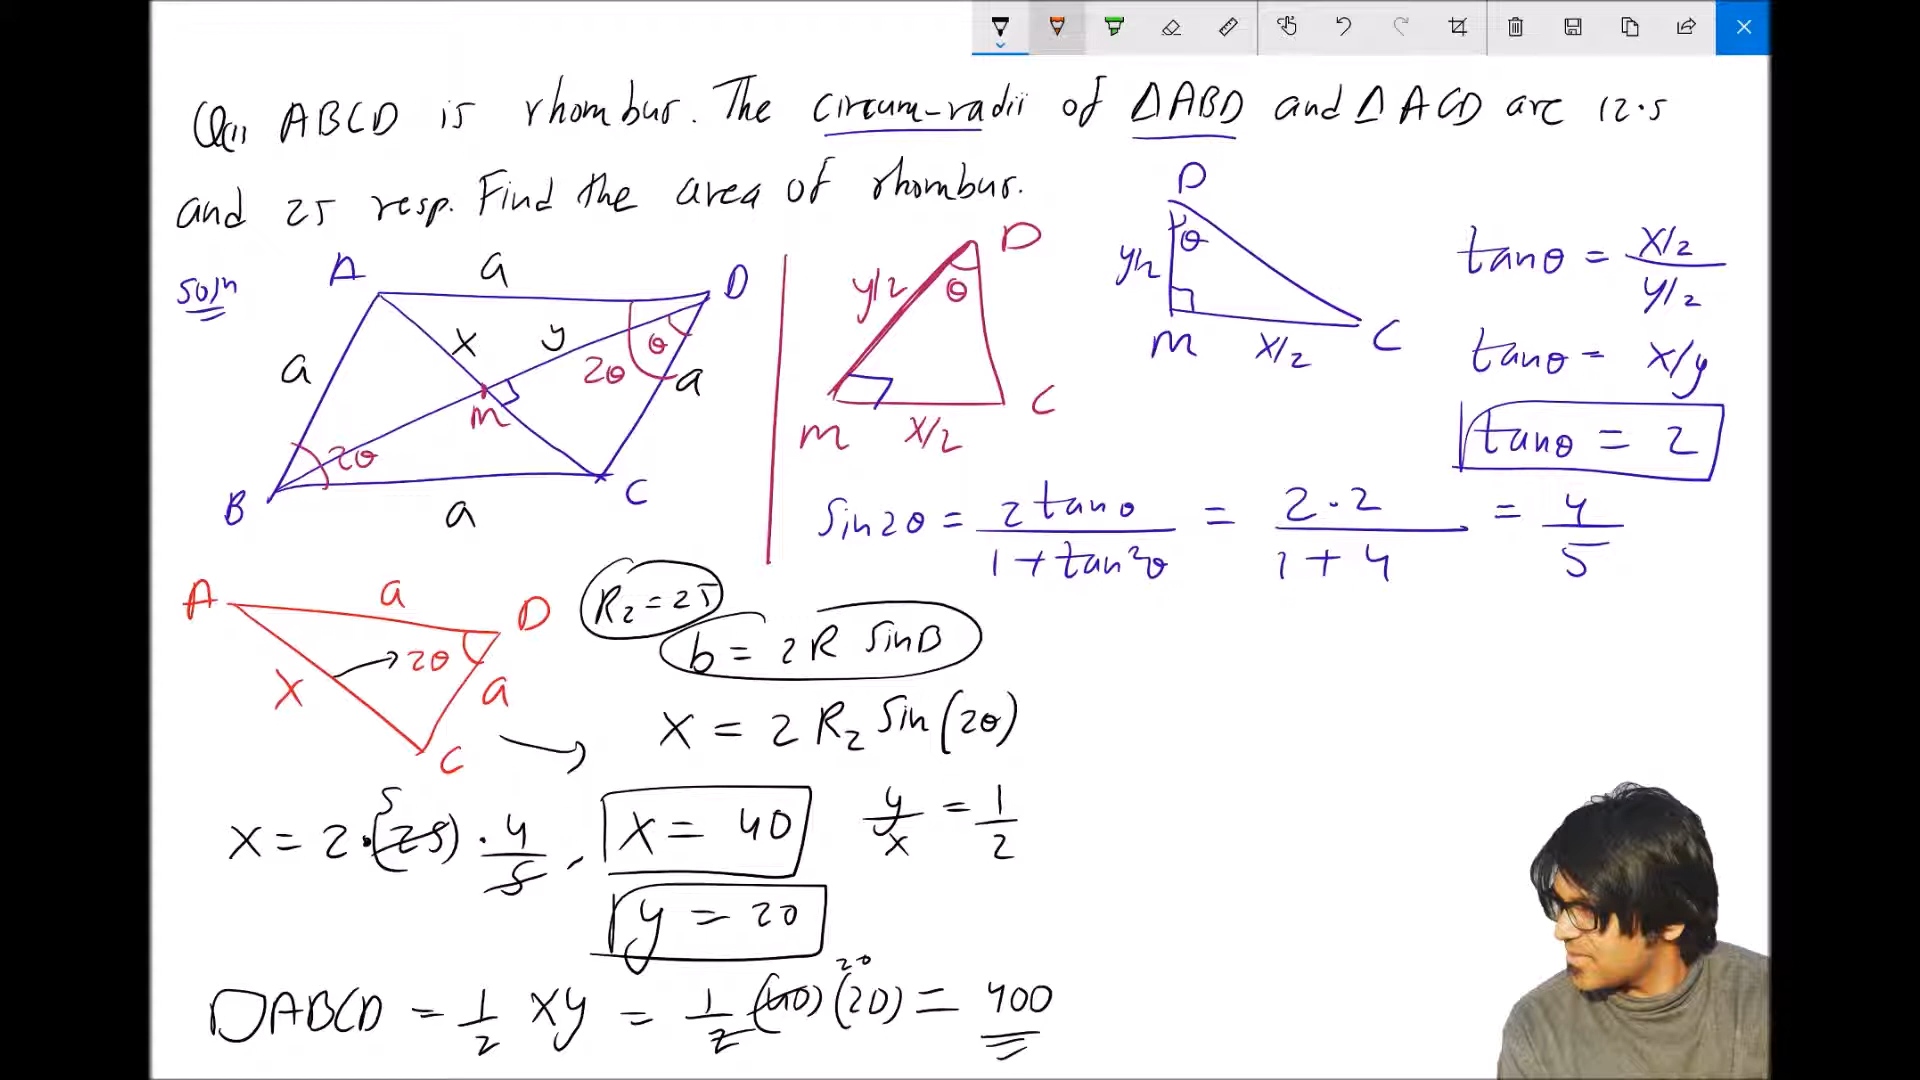 Q11 ABCD is rhombus. The circum-radii of ΔABD and ΔACD are 12.5
and 25 resp. Find the area of rhombus.
Soln
A a D
a x y 2θ θ a
M
2θ
B a C
D
y/2 θ
M x/2 C
D
y/2 θ
M x/2 C
tanθ = x/2 / y/2
tanθ = x/y
tanθ = 2
sin2θ = 2tanθ / 1+tan²θ = 2·2 / 1+4 = 4/5
A a D
x 2θ a
C
R₂ = 25
b = 2R sinB
x = 2R₂ sin(2θ)
x = 2·(25)·4/5, 5
x = 40
y/x = 1/2
y = 20
▱ABCD = 1/2 xy = 1/2 (40)(20) = 400
20